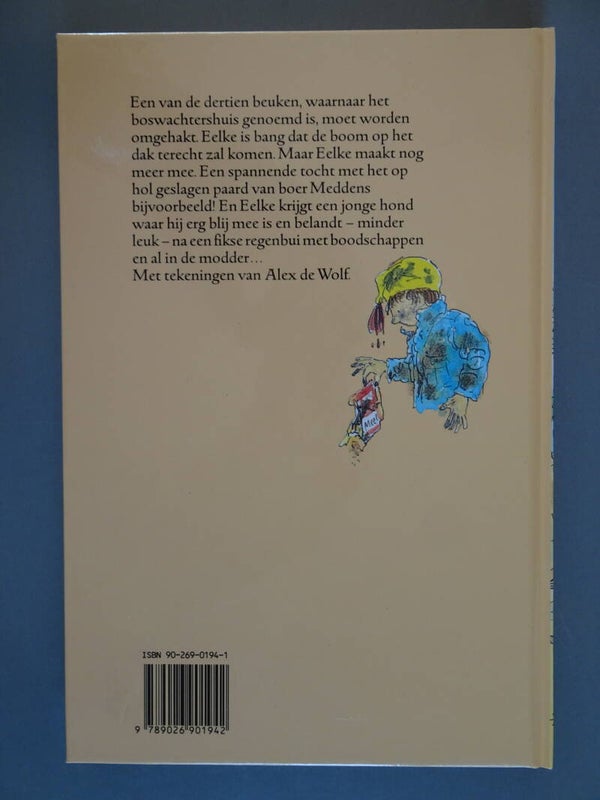 Een van de dertien beuken, waarnaar het
boswachtershuis genoemd is, moet worden
omgehakt. Eelke is bang dat de boom op het
dak terecht zal komen. Maar Eelke maakt nog
meer mee. Een spannende tocht met het op
hol geslagen paard van boer Meddens
bijvoorbeeld! En Eelke krijgt een jonge hond
waar hij erg blij mee is en belandt – minder
leuk – na een fikse regenbui met boodschappen
en al in de modder...
Met tekeningen van Alex de Wolf.
Meel
ISBN 90-269-0194-1
9 789026 901942